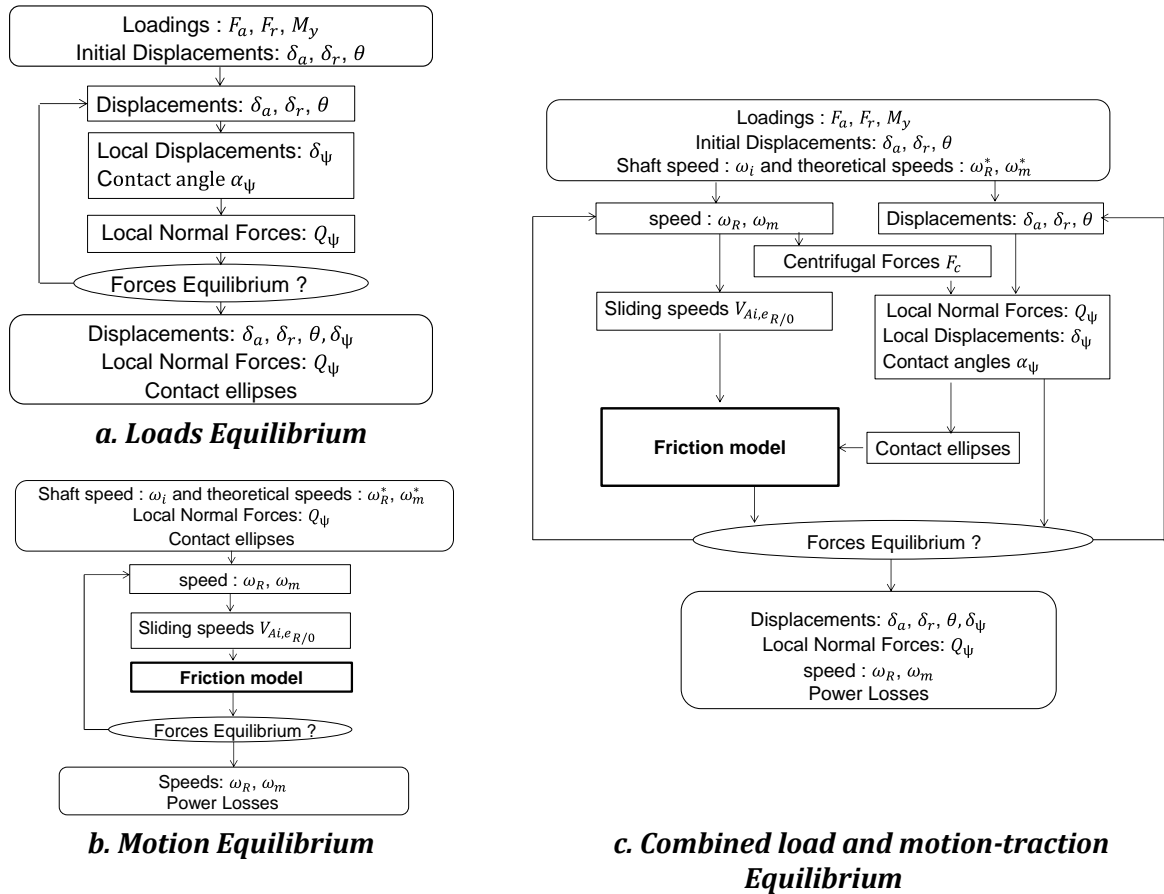 Loadings : F_a, F_r, M_y
Initial Displacements: δ_a, δ_r, θ
Displacements: δ_a, δ_r, θ
Local Displacements: δ_ψ
Contact angle α_ψ
Local Normal Forces: Q_ψ
Forces Equilibrium ?
Displacements: δ_a, δ_r, θ, δ_ψ
Local Normal Forces: Q_ψ
Contact ellipses
a. Loads Equilibrium
Shaft speed : ω_i and theoretical speeds : ω_R^*, ω_m^*
Local Normal Forces: Q_ψ
Contact ellipses
speed : ω_R, ω_m
Sliding speeds V_{Ai,e_{R/0}}
Friction model
Forces Equilibrium ?
Speeds: ω_R, ω_m
Power Losses
b. Motion Equilibrium
Loadings : F_a, F_r, M_y
Initial Displacements: δ_a, δ_r, θ
Shaft speed : ω_i and theoretical speeds : ω_R^*, ω_m^*
speed : ω_R, ω_m
Displacements: δ_a, δ_r, θ
Centrifugal Forces F_c
Sliding speeds V_{Ai,e_{R/0}}
Local Normal Forces: Q_ψ
Local Displacements: δ_ψ
Contact angles α_ψ
Friction model
Contact ellipses
Forces Equilibrium ?
Displacements: δ_a, δ_r, θ, δ_ψ
Local Normal Forces: Q_ψ
speed : ω_R, ω_m
Power Losses
c. Combined load and motion-traction
Equilibrium